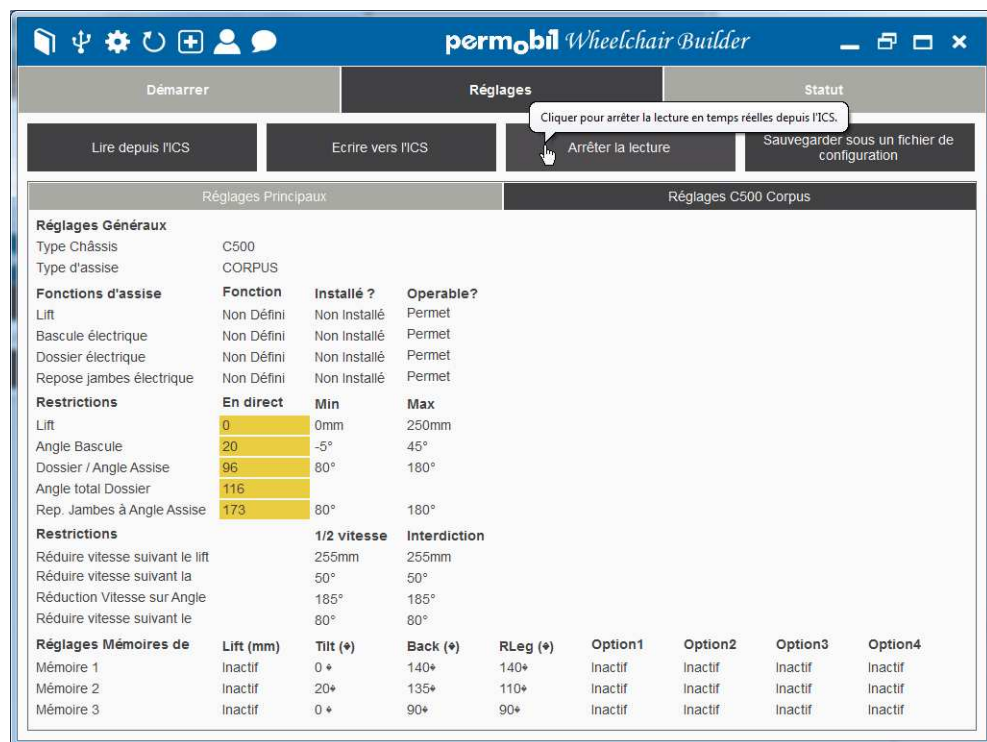 permobil Wheelchair Builder
Démarrer Réglages Statut
Cliquer pour arrêter la lecture en temps réelles depuis l'ICS.
Lire depuis l'ICS Ecrire vers l'ICS Arrêter la lecture Sauvegarder sous un fichier de configuration
Réglages Principaux Réglages C500 Corpus
Réglages Généraux
Type Châssis C500
Type d'assise CORPUS
Fonctions d'assise Fonction Installé ? Operable?
Lift Non Défini Non Installé Permet
Bascule électrique Non Défini Non Installé Permet
Dossier électrique Non Défini Non Installé Permet
Repose jambes électrique Non Défini Non Installé Permet
Restrictions En direct Min Max
Lift 0 0mm 250mm
Angle Bascule 20 -5° 45°
Dossier / Angle Assise 96 80° 180°
Angle total Dossier 116
Rep. Jambes à Angle Assise 173 80° 180°
Restrictions 1/2 vitesse Interdiction
Réduire vitesse suivant le lift 255mm 255mm
Réduire vitesse suivant la 50° 50°
Réduction Vitesse sur Angle 185° 185°
Réduire vitesse suivant le 80° 80°
Réglages Mémoires de Lift (mm) Tilt (�) Back (�) RLeg (�) Option1 Option2 Option3 Option4
Mémoire 1 Inactif 0 � 140� 140� Inactif Inactif Inactif Inactif
Mémoire 2 Inactif 20� 135� 110� Inactif Inactif Inactif Inactif
Mémoire 3 Inactif 0 � 90� 90� Inactif Inactif Inactif Inactif